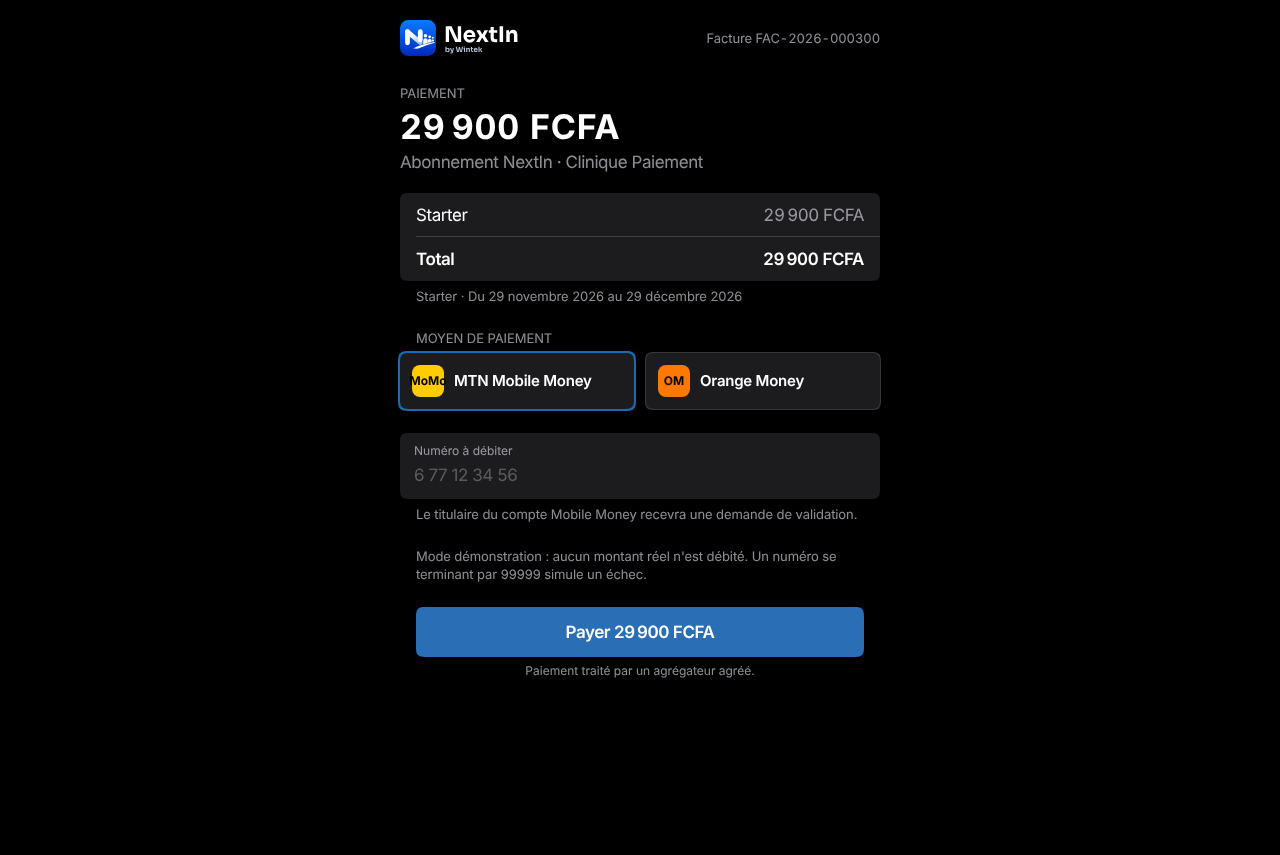 NextIn
by Wintek
Facture FAC-2026-000300
PAIEMENT
29 900 FCFA
Abonnement NextIn · Clinique Paiement
Starter 29 900 FCFA
Total 29 900 FCFA
Starter · Du 29 novembre 2026 au 29 décembre 2026
MOYEN DE PAIEMENT
MoMo MTN Mobile Money
OM Orange Money
Numéro à débiter
6 77 12 34 56
Le titulaire du compte Mobile Money recevra une demande de validation.
Mode démonstration : aucun montant réel n'est débité. Un numéro se
terminant par 99999 simule un échec.
Payer 29 900 FCFA
Paiement traité par un agrégateur agréé.